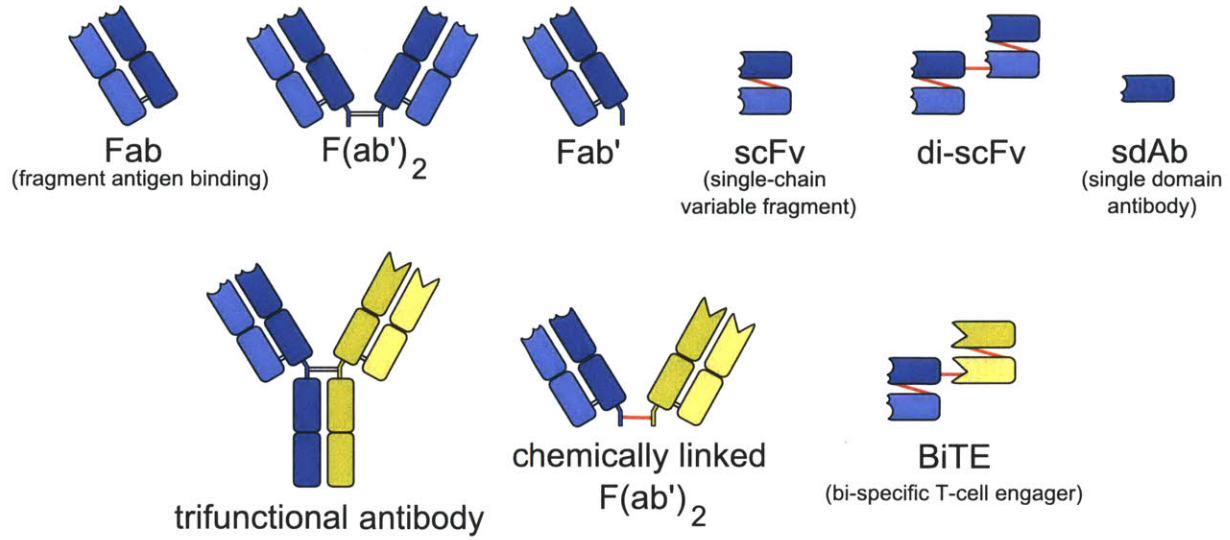 Fab
(fragment antigen binding)
F(ab')2
Fab'
scFv
(single-chain
variable fragment)
di-scFv
sdAb
(single domain
antibody)
trifunctional antibody
chemically linked
F(ab')2
BiTE
(bi-specific T-cell engager)